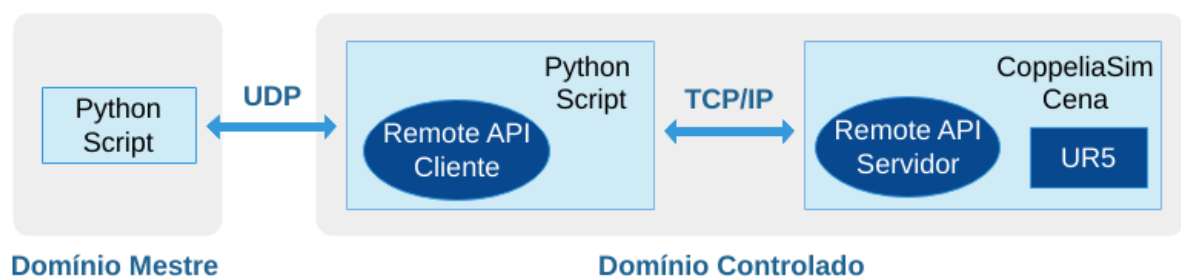 Python
Script
UDP
Remote API
Cliente
Python
Script
TCP/IP
Remote API
Servidor
CoppeliaSim
Cena
UR5
Domínio Mestre
Domínio Controlado